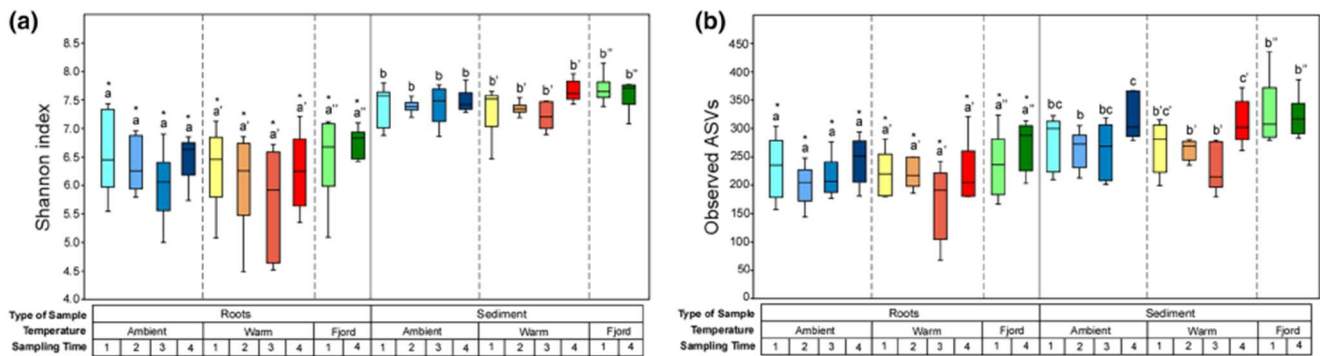 (a)
Shannon index
8.5
8.0
7.5
7.0
6.5
6.0
5.5
5.0
4.5
4.0
* * * * * * * * * *
a a a a a' a' a' a' a'' a'' b b b b b' b' b' b' b'' b''
Type of Sample Roots Sediment
Temperature Ambient Warm Fjord Ambient Warm Fjord
Sampling Time 1 2 3 4 1 2 3 4 1 4 1 2 3 4 1 2 3 4 1 4
(b)
Observed ASVs
450
400
350
300
250
200
150
100
50
0
* * * * * * * * * *
a a a a a' a' a' a' a'' a'' bc b bc c b'c' b' b' c' b'' b''
Type of Sample Roots Sediment
Temperature Ambient Warm Fjord Ambient Warm Fjord
Sampling Time 1 2 3 4 1 2 3 4 1 4 1 2 3 4 1 2 3 4 1 4